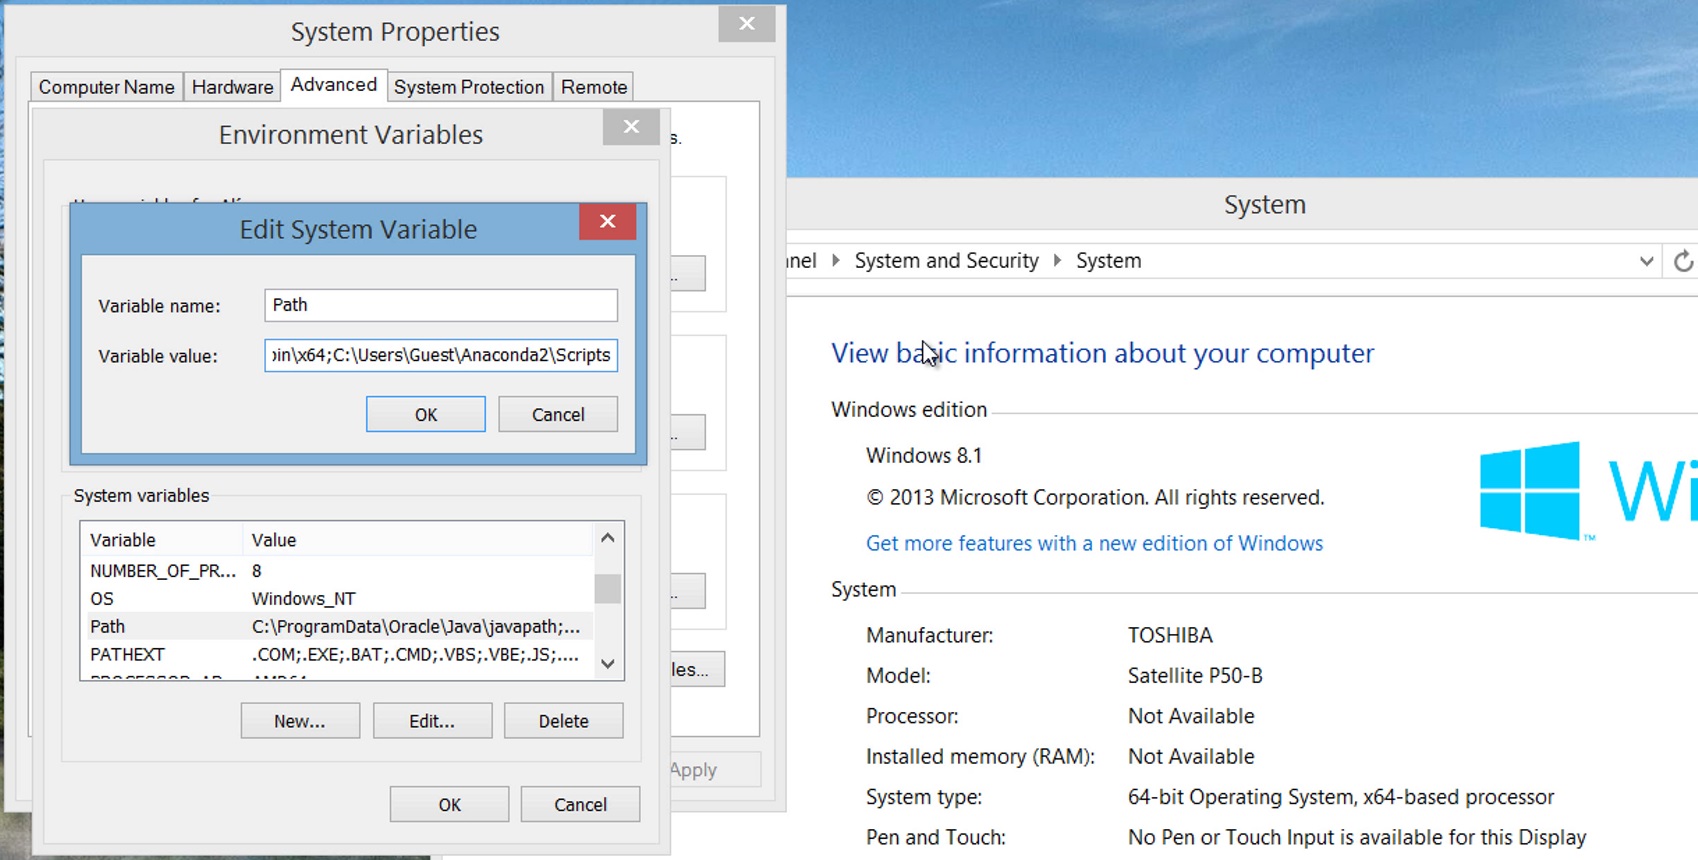 System Properties
Computer Name
Hardware
Advanced
System Protection
Remote
Environment Variables
s.
Edit System Variable
Variable name:
Path
Variable value:
\x64;C:\Users\Guest\Anaconda2\Scripts
OK
Cancel
System variables
Variable
Value
NUMBER_OF_PR...
8
OS
Windows_NT
Path
C:\ProgramData\Oracle\Java\javapath;...
PATHEXT
.COM;.EXE;.BAT;.CMD;.VBS;.VBE;.JS;....
New...
Edit...
Delete
les...
Apply
OK
Cancel
System
nel
System and Security
System
View basic information about your computer
Windows edition
Windows 8.1
© 2013 Microsoft Corporation. All rights reserved.
Get more features with a new edition of Windows
Wi
System
Manufacturer:
TOSHIBA
Model:
Satellite P50-B
Processor:
Not Available
Installed memory (RAM):
Not Available
System type:
64-bit Operating System, x64-based processor
Pen and Touch:
No Pen or Touch Input is available for this Display